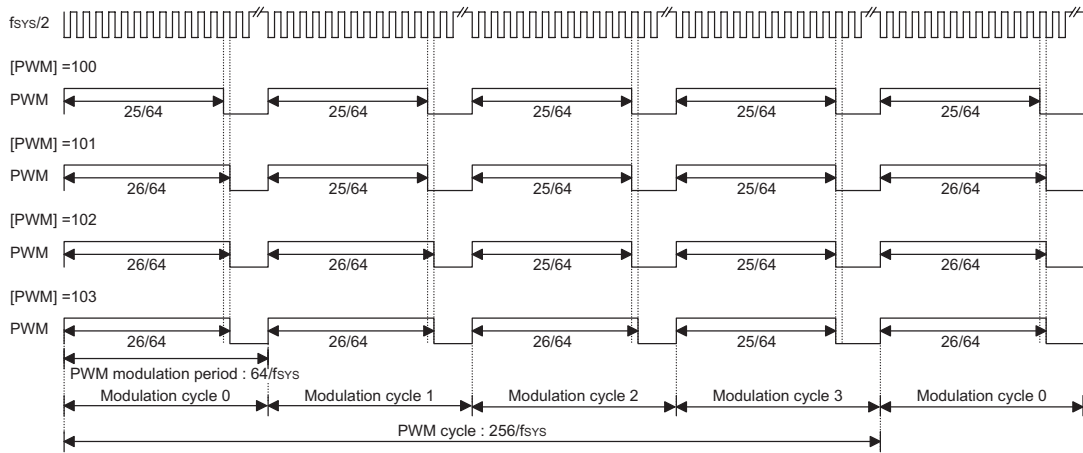 fSYS/2
[PWM] =100
PWM
25/64 25/64 25/64 25/64 25/64
[PWM] =101
PWM
26/64 25/64 25/64 25/64 26/64
[PWM] =102
PWM
26/64 26/64 25/64 25/64 26/64
[PWM] =103
PWM
26/64 26/64 26/64 25/64 26/64
PWM modulation period : 64/fSYS
Modulation cycle 0 Modulation cycle 1 Modulation cycle 2 Modulation cycle 3 Modulation cycle 0
PWM cycle : 256/fSYS